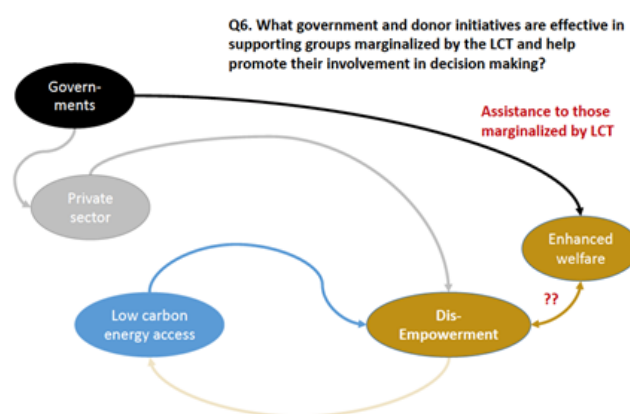 Q6. What government and donor initiatives are effective in
supporting groups marginalized by the LCT and help
promote their involvement in decision making?
Govern-
ments
Assistance to those
marginalized by LCT
Private
sector
Enhanced
welfare
??
Low carbon
energy access
Dis-
Empowerment